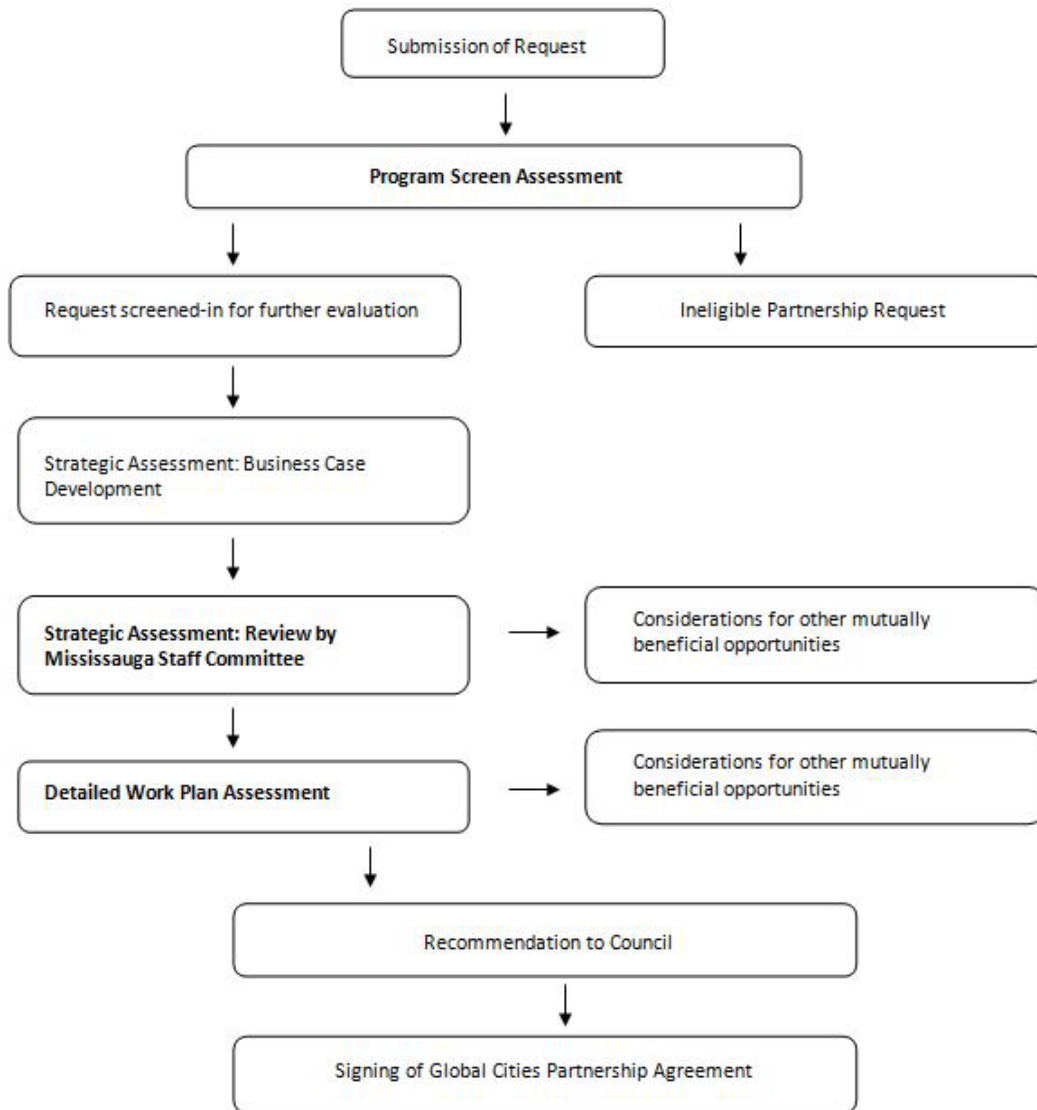 Submission of Request
Program Screen Assessment
Request screened-in for further evaluation
Ineligible Partnership Request
Strategic Assessment: Business Case
Development
Strategic Assessment: Review by
Mississauga Staff Committee
Considerations for other mutually
beneficial opportunities
Detailed Work Plan Assessment
Considerations for other mutually
beneficial opportunities
Recommendation to Council
Signing of Global Cities Partnership Agreement